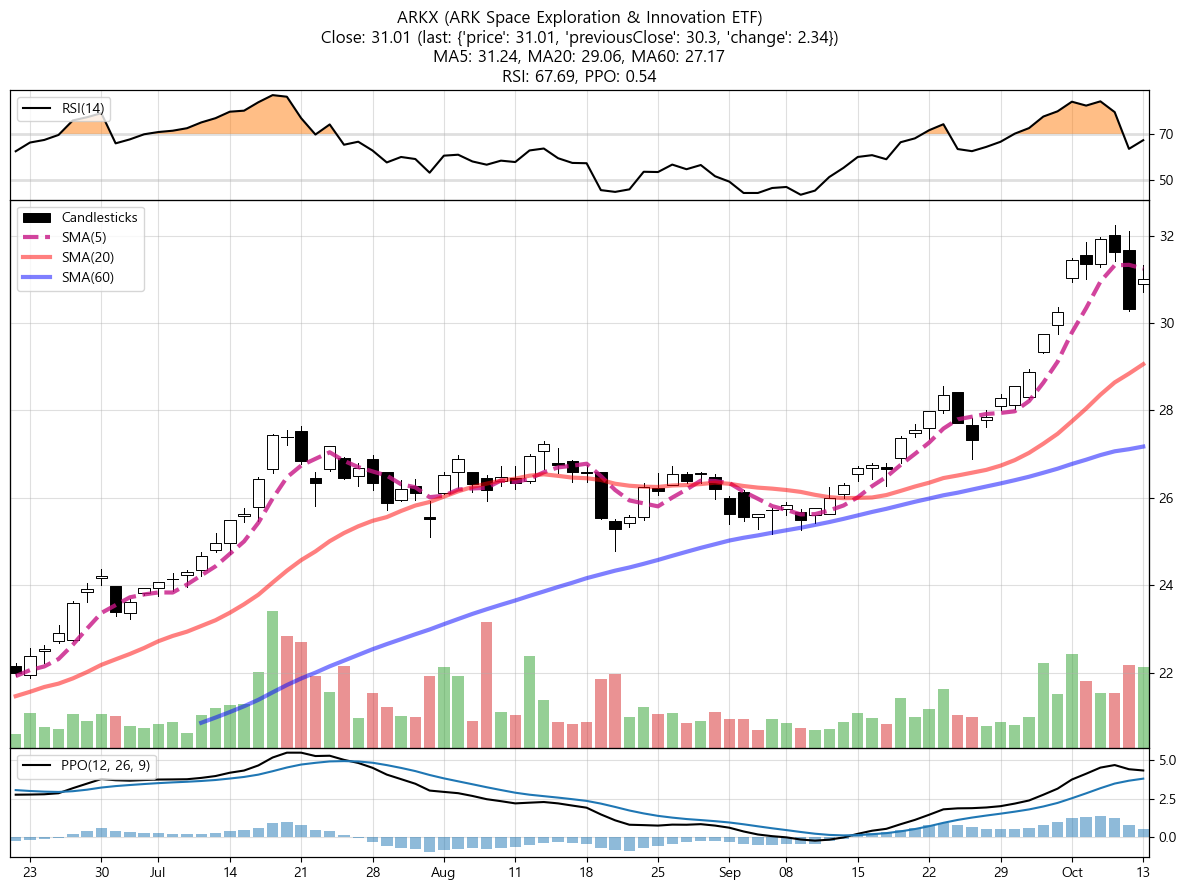 ARKX (ARK Space Exploration & Innovation ETF)
Close: 31.01 (last: {'price': 31.01, 'previousClose': 30.3, 'change': 2.34})
MA5: 31.24, MA20: 29.06, MA60: 27.17
RSI: 67.69, PPO: 0.54
RSI(14)
70
50
Candlesticks
SMA(5)
SMA(20)
SMA(60)
32
30
28
26
24
22
PPO(12, 26, 9)
5.0
2.5
0.0
23 30 Jul 14 21 28 Aug 11 18 25 Sep 08 15 22 29 Oct 13